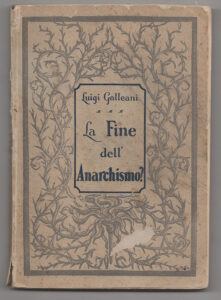 Luigi Galleani
La Fine
dell'
Anarchismo?